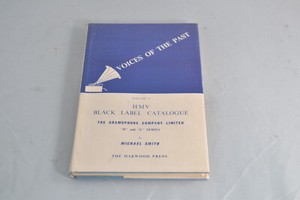 VOICES OF THE PAST
HMV
BLACK LABEL CATALOGUE
THE GRAMOPHONE COMPANY LIMITED
MICHAEL SMITH
THE OAKWOOD PRESS